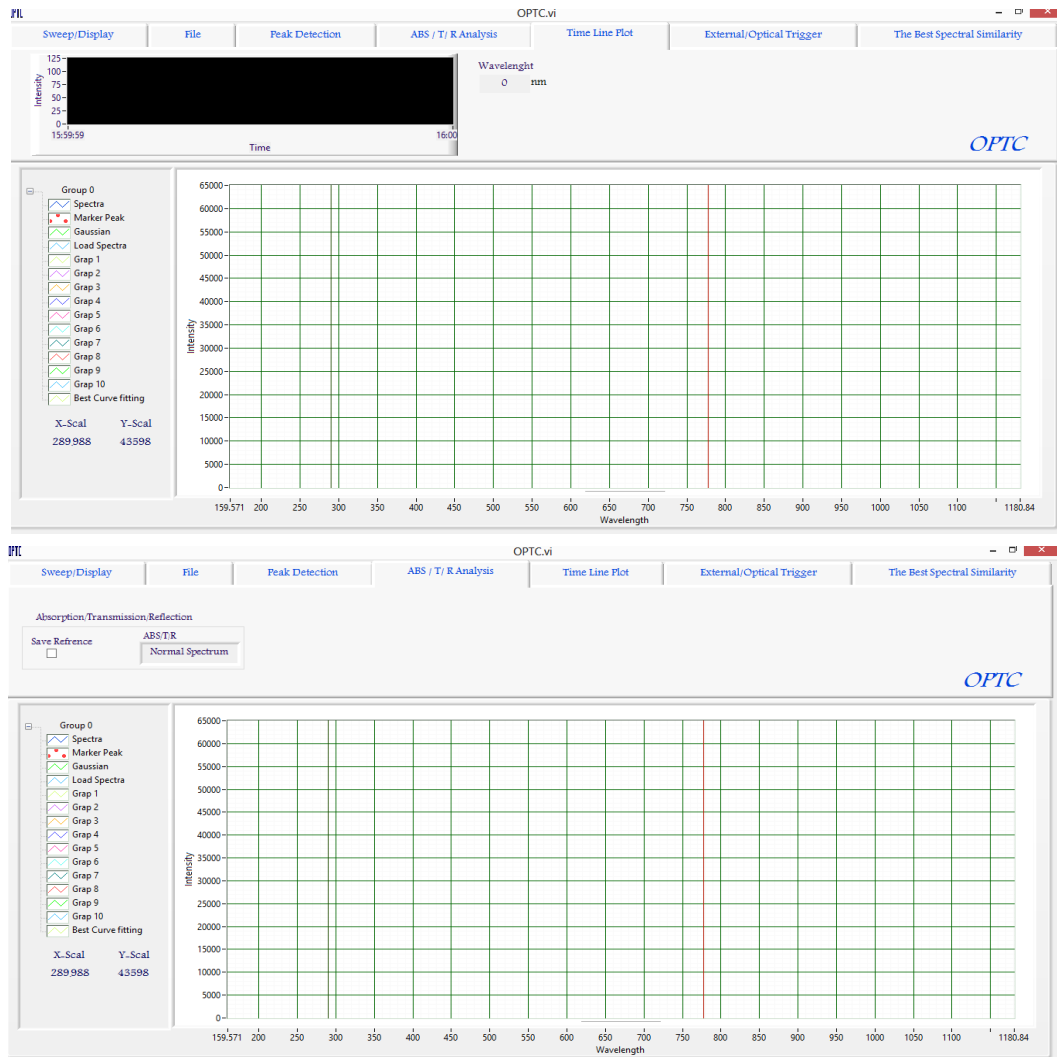 OPTC OPTC.vi
Sweep/Display File Peak Detection ABS / T/ R Analysis Time Line Plot External/Optical Trigger The Best Spectral Similarity
125
100
75
50
25
0
Intensity
15:59:59 16:00
Time
Wavelenght
0 nm
OPTC
Group 0
Spectra
Marker Peak
Gaussian
Load Spectra
Grap 1
Grap 2
Grap 3
Grap 4
Grap 5
Grap 6
Grap 7
Grap 8
Grap 9
Grap 10
Best Curve fitting
X-Scal Y-Scal
289,988 43598
65000
60000
55000
50000
45000
40000
35000
30000
25000
20000
15000
10000
5000
0
Intensity
159.571 200 250 300 350 400 450 500 550 600 650 700 750 800 850 900 950 1000 1050 1100 1180.84
Wavelength
OPTC OPTC.vi
Sweep/Display File Peak Detection ABS / T/ R Analysis Time Line Plot External/Optical Trigger The Best Spectral Similarity
Absorption/Transmission/Reflection
Save Refrence
ABS/T/R
Normal Spectrum
OPTC
Group 0
Spectra
Marker Peak
Gaussian
Load Spectra
Grap 1
Grap 2
Grap 3
Grap 4
Grap 5
Grap 6
Grap 7
Grap 8
Grap 9
Grap 10
Best Curve fitting
X-Scal Y-Scal
289,988 43598
65000
60000
55000
50000
45000
40000
35000
30000
25000
20000
15000
10000
5000
0
Intensity
159.571 200 250 300 350 400 450 500 550 600 650 700 750 800 850 900 950 1000 1050 1100 1180.84
Wavelength